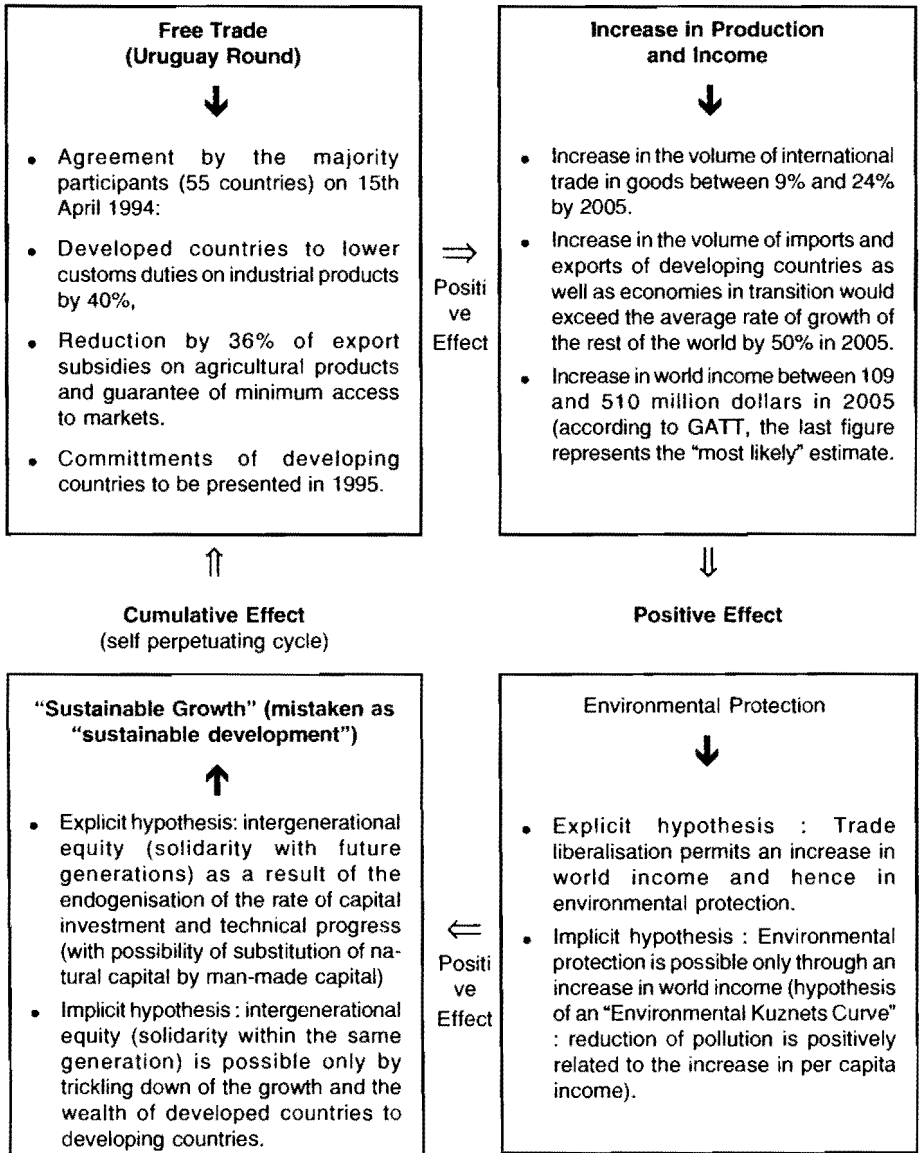 Free Trade
(Uruguay Round)
• Agreement by the majority
participants (55 countries) on 15th
April 1994:
• Developed countries to lower
customs duties on industrial products
by 40%,
• Reduction by 36% of export
subsidies on agricultural products
and guarantee of minimum access
to markets.
• Committments of developing
countries to be presented in 1995.
⇒
Positi
ve
Effect
Increase in Production
and Income
• Increase in the volume of international
trade in goods between 9% and 24%
by 2005.
• Increase in the volume of imports and
exports of developing countries as
well as economies in transition would
exceed the average rate of growth of
the rest of the world by 50% in 2005.
• Increase in world income between 109
and 510 million dollars in 2005
(according to GATT, the last figure
represents the “most likely” estimate.
⇑
Cumulative Effect
(self perpetuating cycle)
⇓
Positive Effect
“Sustainable Growth” (mistaken as
“sustainable development”)
• Explicit hypothesis: intergenerational
equity (solidarity with future
generations) as a result of the
endogenisation of the rate of capital
investment and technical progress
(with possibility of substitution of na-
tural capital by man-made capital)
• Implicit hypothesis : intergenerational
equity (solidarity within the same
generation) is possible only by
trickling down of the growth and the
wealth of developed countries to
developing countries.
⇐
Positi
ve
Effect
Environmental Protection
• Explicit hypothesis : Trade
liberalisation permits an increase in
world income and hence in
environmental protection.
• Implicit hypothesis : Environmental
protection is possible only through an
increase in world income (hypothesis
of an “Environmental Kuznets Curve”
: reduction of pollution is positively
related to the increase in per capita
income).